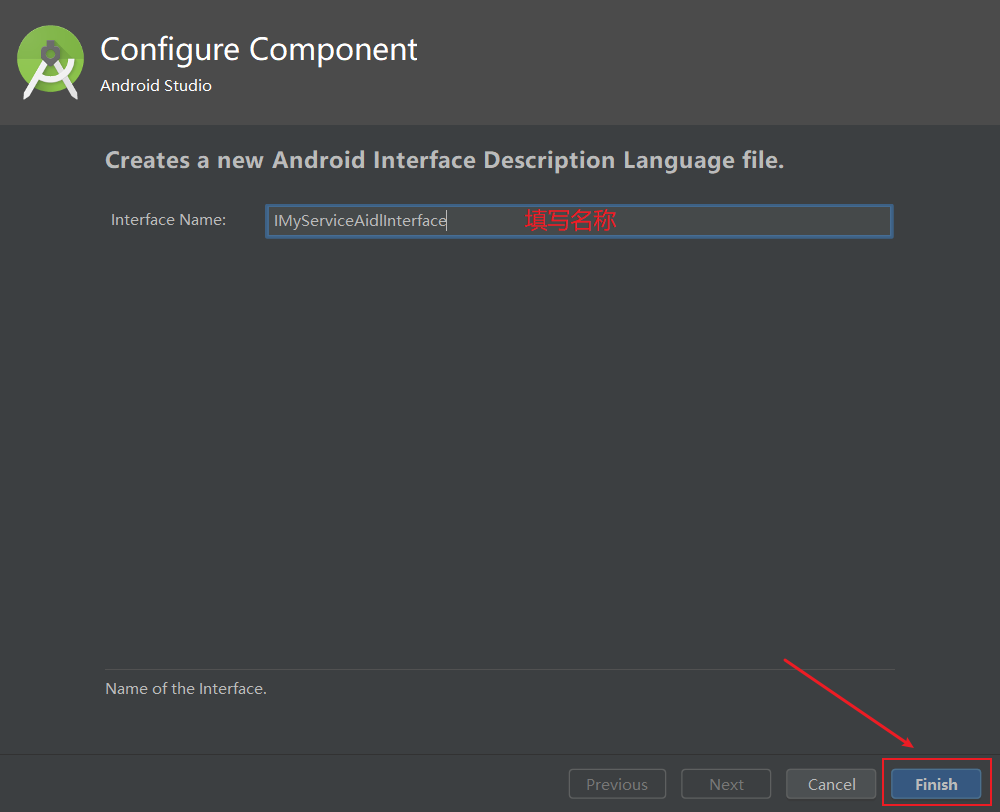 Configure Component
Android Studio
Creates a new Android Interface Description Language file.
Interface Name: IMyServiceAidlInterface 填写名称
Name of the Interface.
Previous Next Cancel Finish